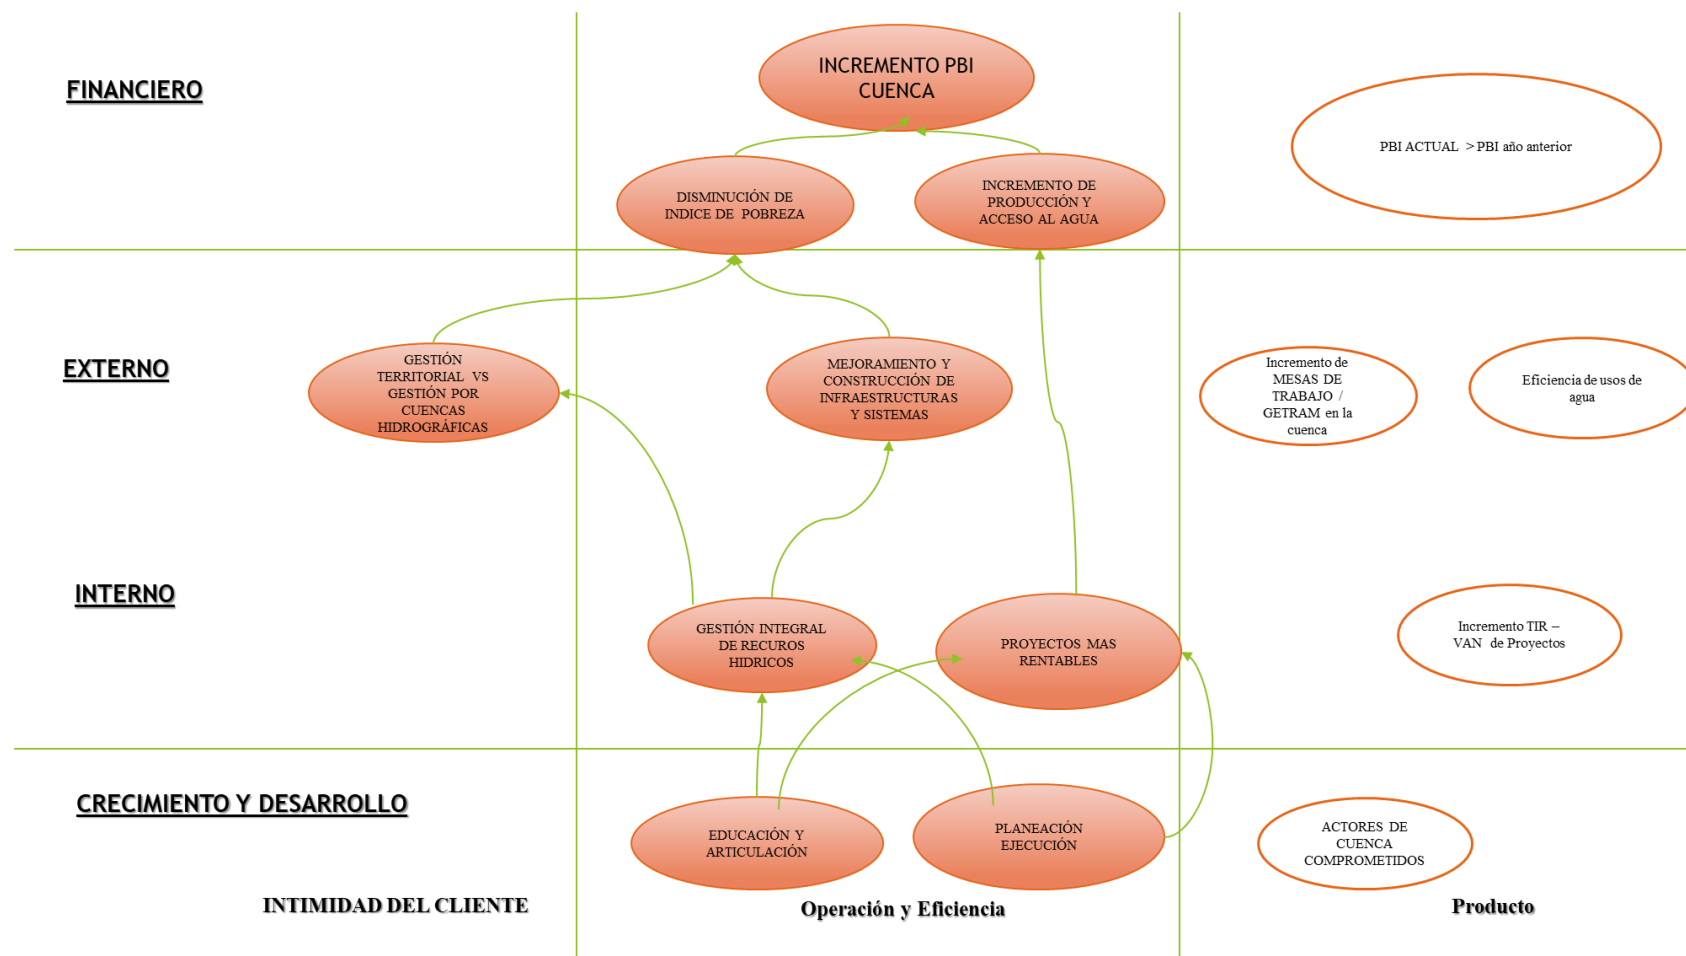 FINANCIERO
INCREMENTO PBI
CUENCA
PBI ACTUAL > PBI año anterior
DISMINUCIÓN DE
INDICE DE POBREZA
INCREMENTO DE
PRODUCCIÓN Y
ACCESO AL AGUA
EXTERNO
GESTIÓN
TERRITORIAL VS
GESTIÓN POR
CUENCAS
HIDROGRÁFICAS
MEJORAMIENTO Y
CONSTRUCCIÓN DE
INFRAESTRUCTURAS
Y SISTEMAS
Incremento de
MESAS DE
TRABAJO /
GETRAM en la
cuenca
Eficiencia de usos de
agua
INTERNO
GESTIÓN INTEGRAL
DE RECUROS
HIDRICOS
PROYECTOS MAS
RENTABLES
Incremento TIR –
VAN de Proyectos
CRECIMIENTO Y DESARROLLO
EDUCACIÓN Y
ARTICULACIÓN
PLANEACIÓN
EJECUCIÓN
ACTORES DE
CUENCA
COMPROMETIDOS
INTIMIDAD DEL CLIENTE
Operación y Eficiencia
Producto